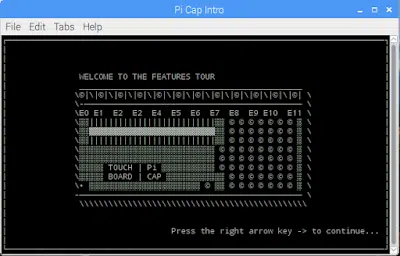 Pi Cap Intro
File Edit Tabs Help
WELCOME TO THE FEATURES TOUR
E0 E1 E2 E2 E4 E5 E6 E7 E8 E9 E10 E11
TOUCH | Pi
BOARD | CAP
Press the right arrow key -> to continue...